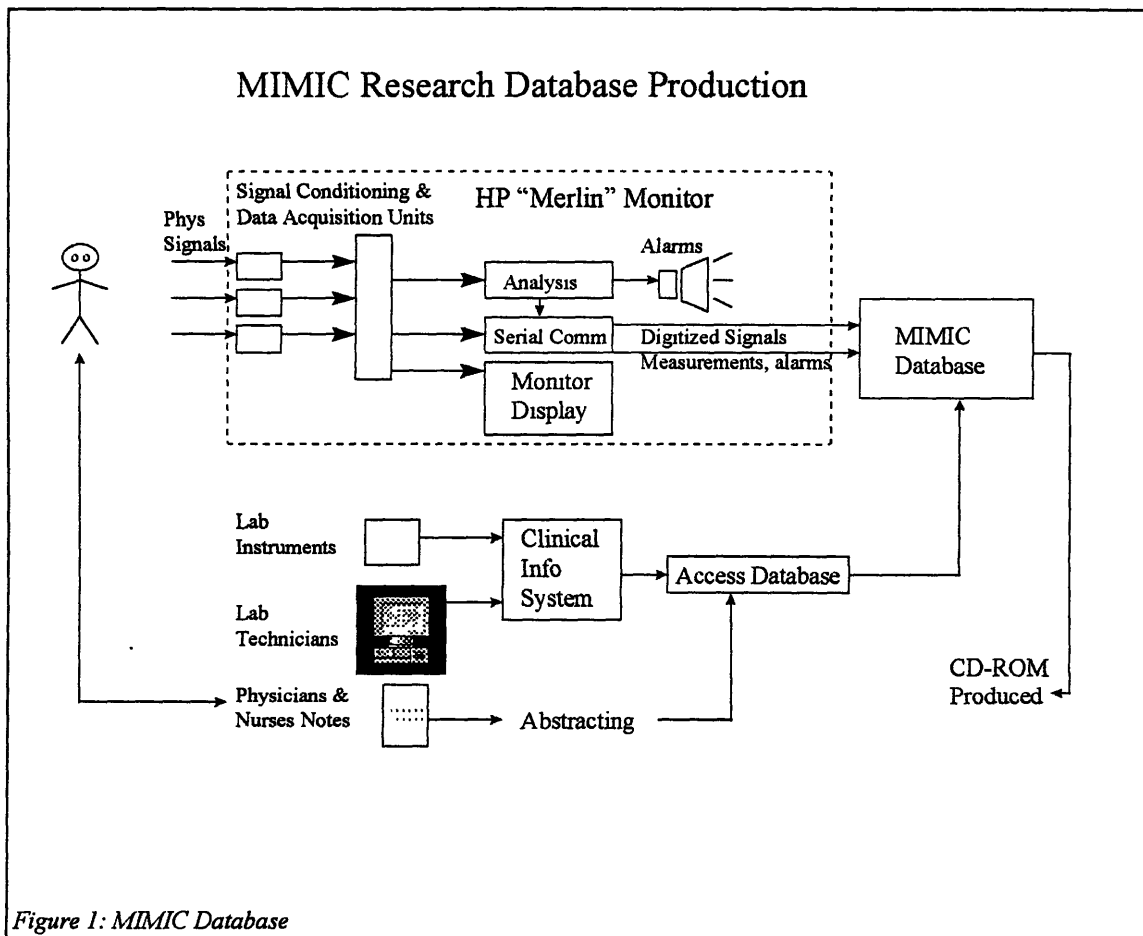 MIMIC Research Database Production
Signal Conditioning &
Data Acquisition Units
HP "Merlin" Monitor
Phys
Signals
Alarms
Analysis
Serial Comm
Digitized Signals
Measurements, alarms
Monitor
Display
MIMIC
Database
Lab
Instruments
Clinical
Info
System
Access Database
Lab
Technicians
Physicians &
Nurses Notes
Abstracting
CD-ROM
Produced
Figure 1: MIMIC Database